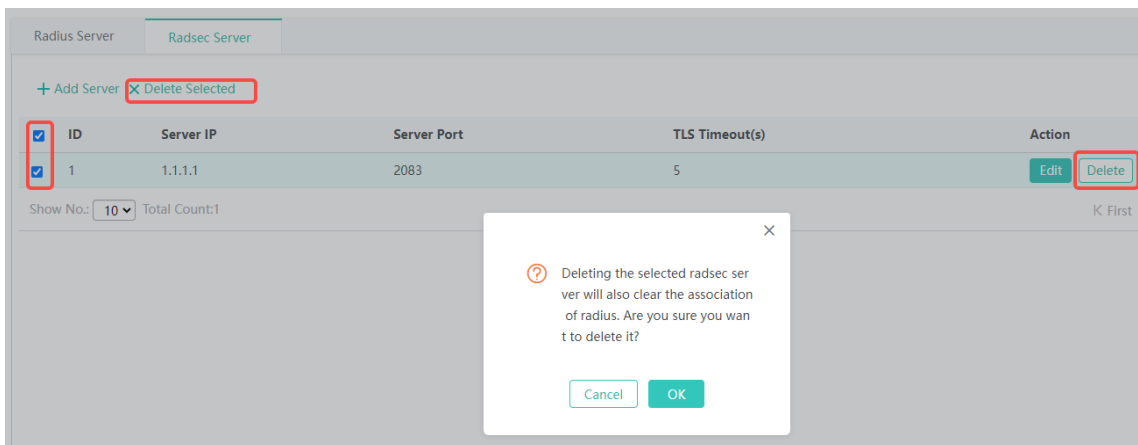 Radius Server Radsec Server
Add Server Delete Selected
ID Server IP Server Port TLS Timeout(s) Action
1 1.1.1.1 2083 5 Edit Delete
Show No.: 10 Total Count:1 First
Deleting the selected radsec ser
ver will also clear the association
of radius. Are you sure you wan
t to delete it?
Cancel OK